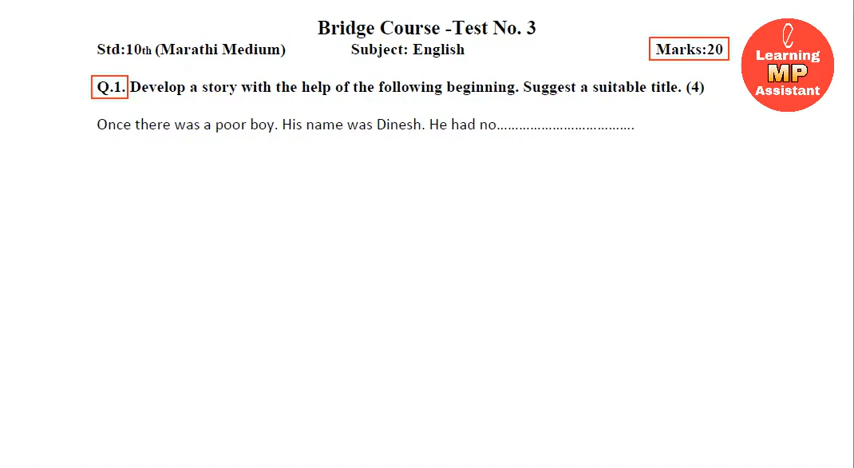 Bridge Course -Test No. 3
Std:10th (Marathi Medium) Subject: English Marks:20
Learning
MP
Assistant
Q.1. Develop a story with the help of the following beginning. Suggest a suitable title. (4)
Once there was a poor boy. His name was Dinesh. He had no......................................